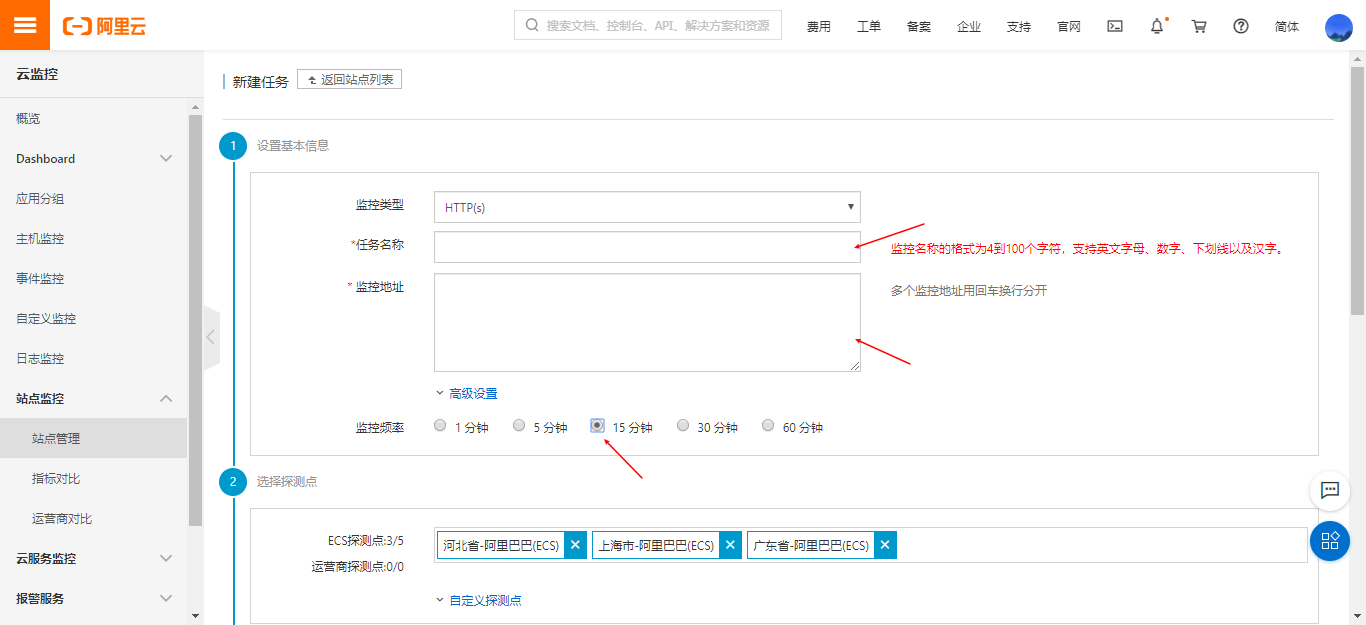 阿里云
搜索文档、控制台、API、解决方案和资源
费用
工单
备案
企业
支持
官网
简体
云监控
概览
Dashboard
应用分组
主机监控
事件监控
自定义监控
日志监控
站点监控
站点管理
指标对比
运营商对比
云服务监控
报警服务
新建任务
返回站点列表
1 设置基本信息
监控类型 HTTP(s)
*任务名称 监控名称的格式为4到100个字符，支持英文字母、数字、下划线以及汉字。
* 监控地址 多个监控地址用回车换行分开
高级设置
监控频率 1 分钟 5 分钟 15 分钟 30 分钟 60 分钟
2 选择探测点
ECS探测点:3/5 河北省-阿里巴巴(ECS) 上海市-阿里巴巴(ECS) 广东省-阿里巴巴(ECS)
运营商探测点:0/0
自定义探测点